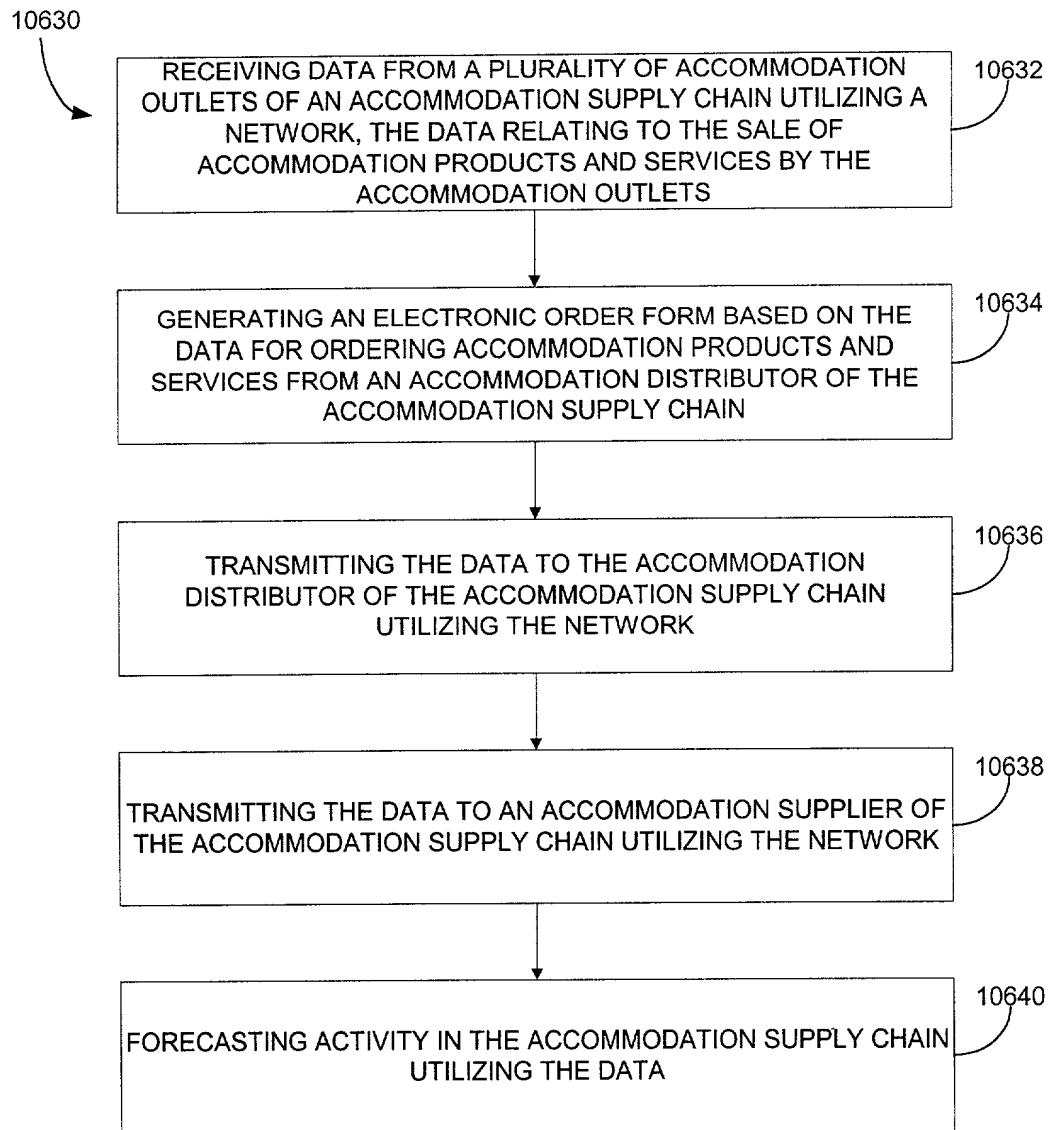 10630
RECEIVING DATA FROM A PLURALITY OF ACCOMMODATION
OUTLETS OF AN ACCOMMODATION SUPPLY CHAIN UTILIZING A
NETWORK, THE DATA RELATING TO THE SALE OF
ACCOMMODATION PRODUCTS AND SERVICES BY THE
ACCOMMODATION OUTLETS
10632
GENERATING AN ELECTRONIC ORDER FORM BASED ON THE
DATA FOR ORDERING ACCOMMODATION PRODUCTS AND
SERVICES FROM AN ACCOMMODATION DISTRIBUTOR OF THE
ACCOMMODATION SUPPLY CHAIN
10634
TRANSMITTING THE DATA TO THE ACCOMMODATION
DISTRIBUTOR OF THE ACCOMMODATION SUPPLY CHAIN
UTILIZING THE NETWORK
10636
TRANSMITTING THE DATA TO AN ACCOMMODATION SUPPLIER OF
THE ACCOMMODATION SUPPLY CHAIN UTILIZING THE NETWORK
10638
FORECASTING ACTIVITY IN THE ACCOMMODATION SUPPLY CHAIN
UTILIZING THE DATA
10640